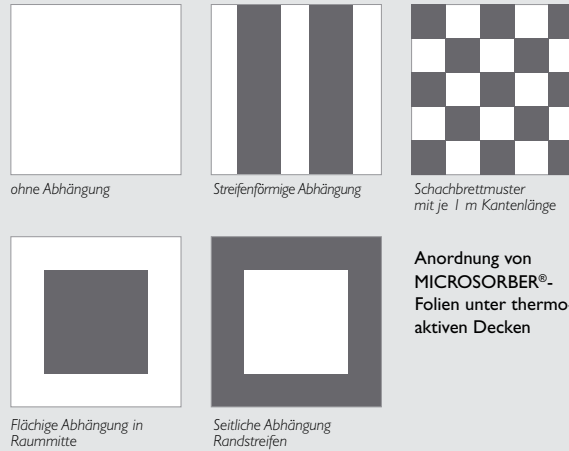 ohne Abhängung
Streifenförmige Abhängung
Schachbrettmuster
mit je 1 m Kantenlänge
Flächige Abhängung in
Raummitte
Seitliche Abhängung
Randstreifen
Anordnung von
MICROSORBER®-
Folien unter thermo-
aktiven Decken